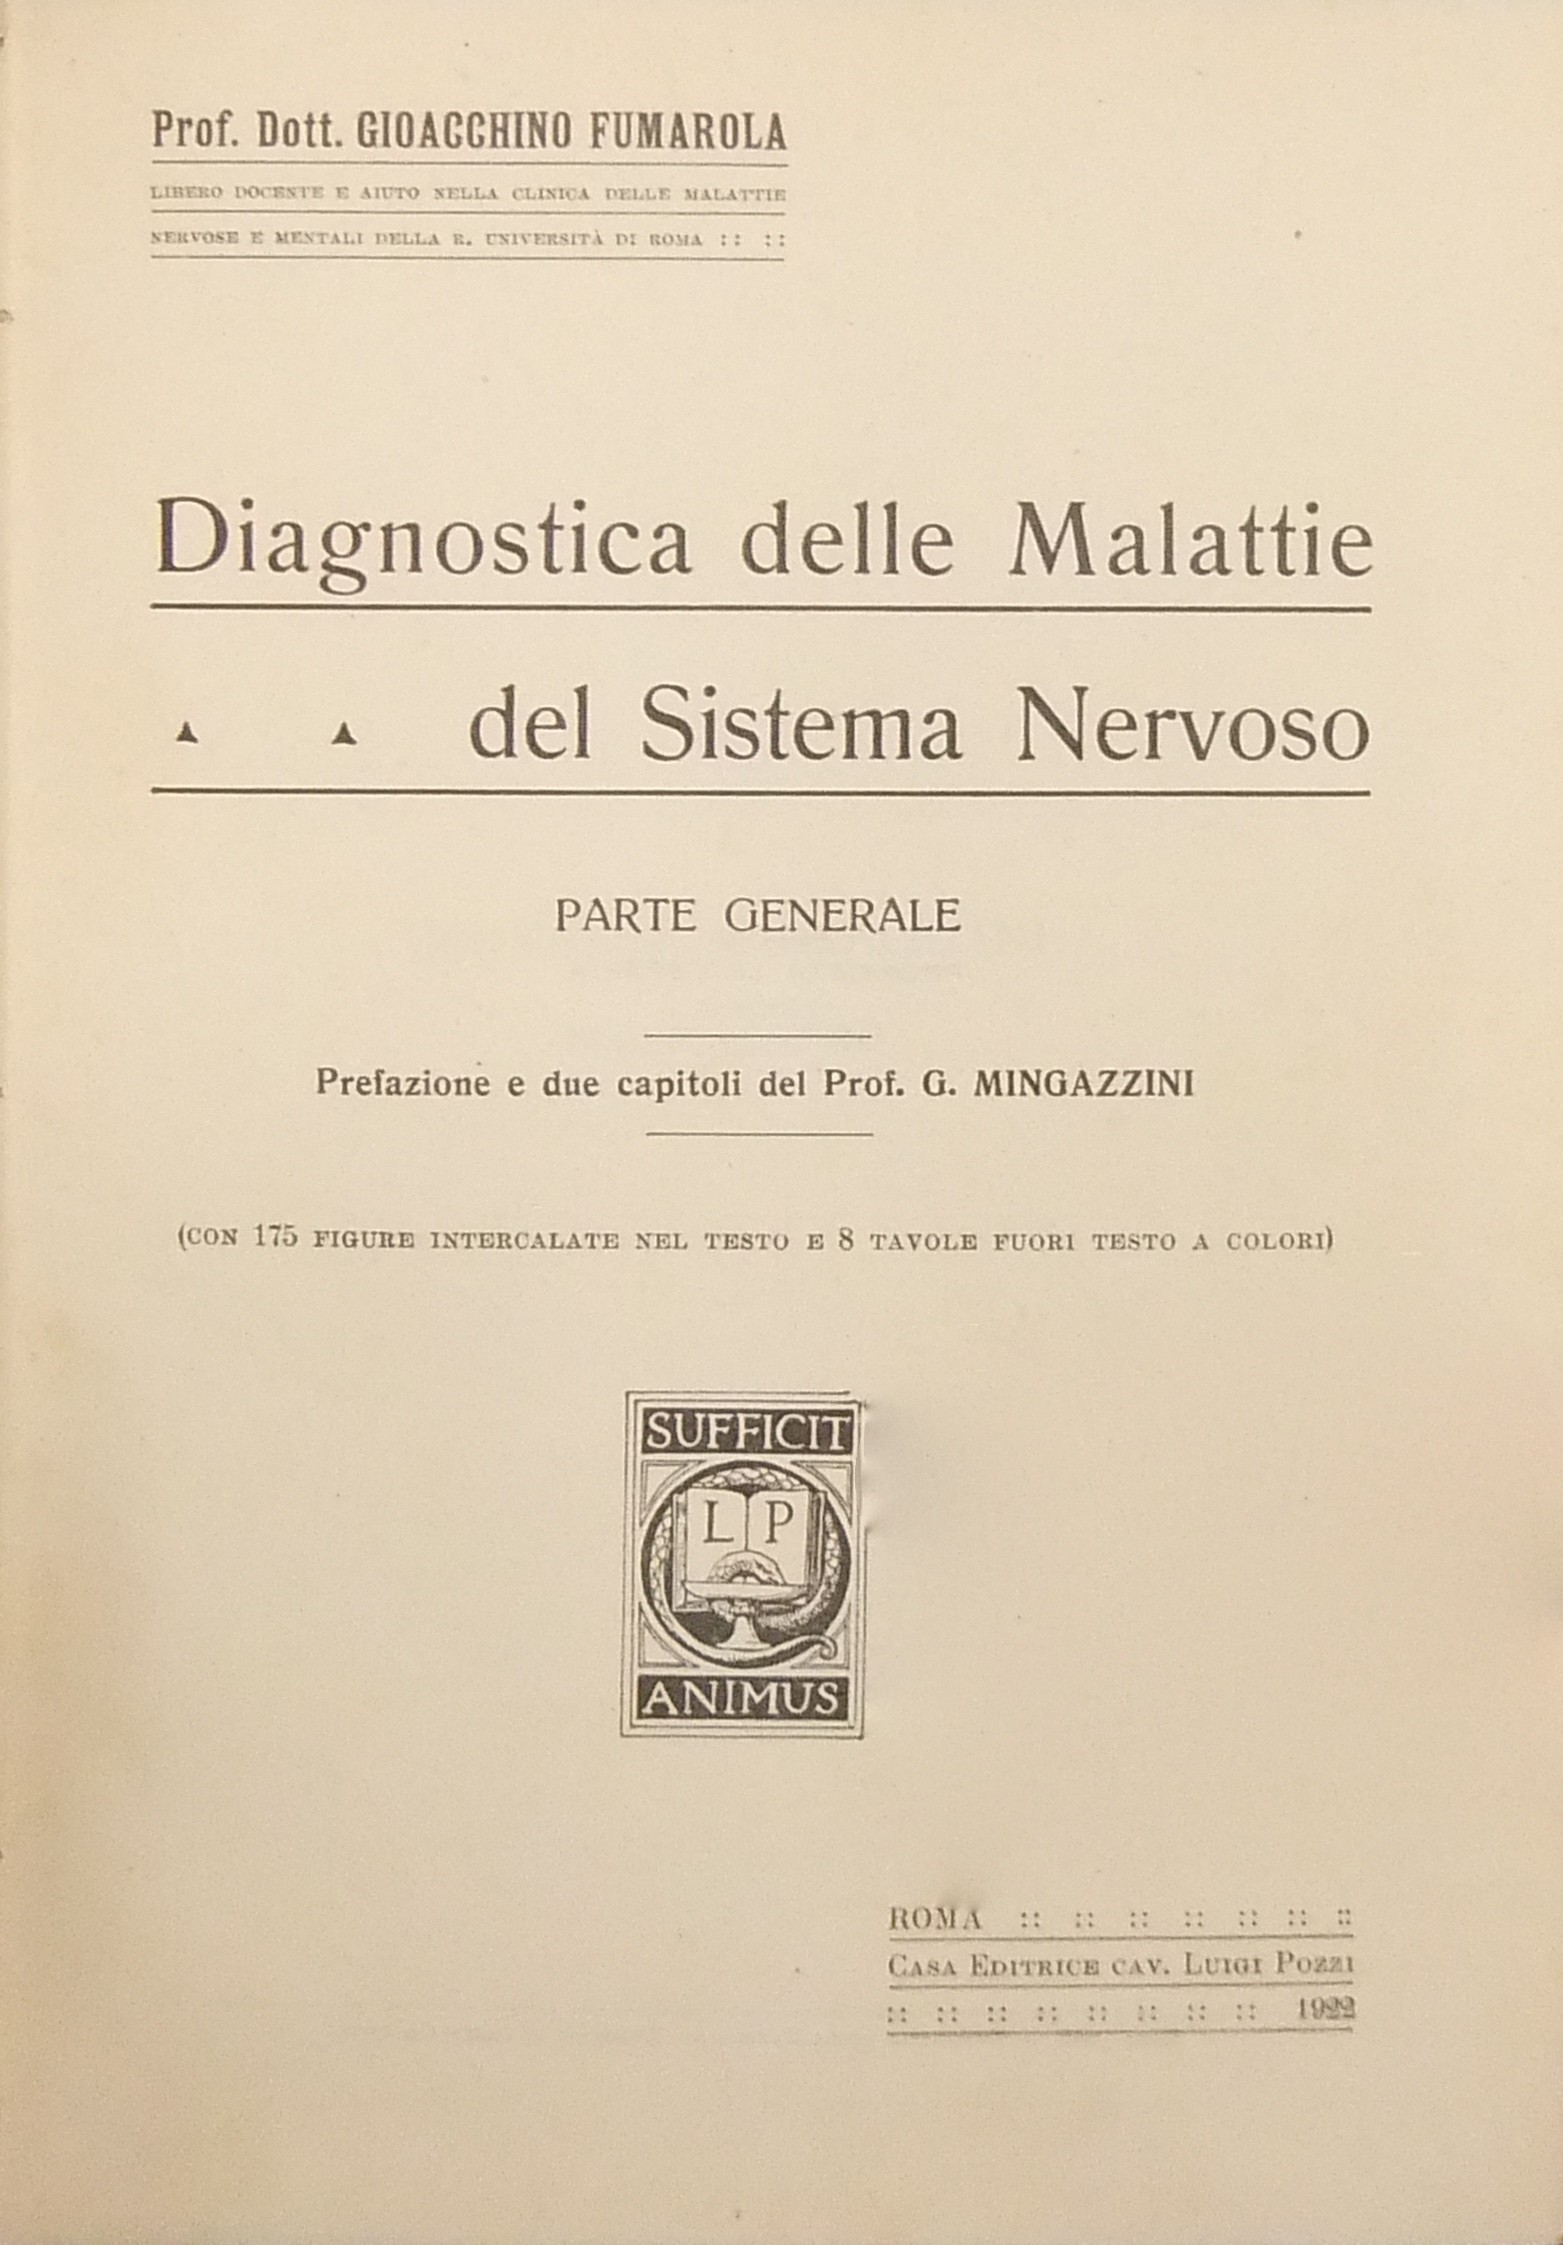 Prof. Dott. GIOACCHINO FUMAROLA
LIBERO DOCENTE E AIUTO NELLA CLINICA DELLE MALATTIE
NERVOSE E MENTALI DELLA R. UNIVERSITÀ DI ROMA :: ::
Diagnostica delle Malattie
del Sistema Nervoso
PARTE GENERALE
Prefazione e due capitoli del Prof. G. MINGAZZINI
(CON 175 FIGURE INTERCALATE NEL TESTO E 8 TAVOLE FUORI TESTO A COLORI)
SUFFICIT
L P
ANIMUS
ROMA :: :: :: :: :: :: ::
CASA EDITRICE CAV. LUIGI POZZI
:: :: :: :: :: :: :: :: 1922